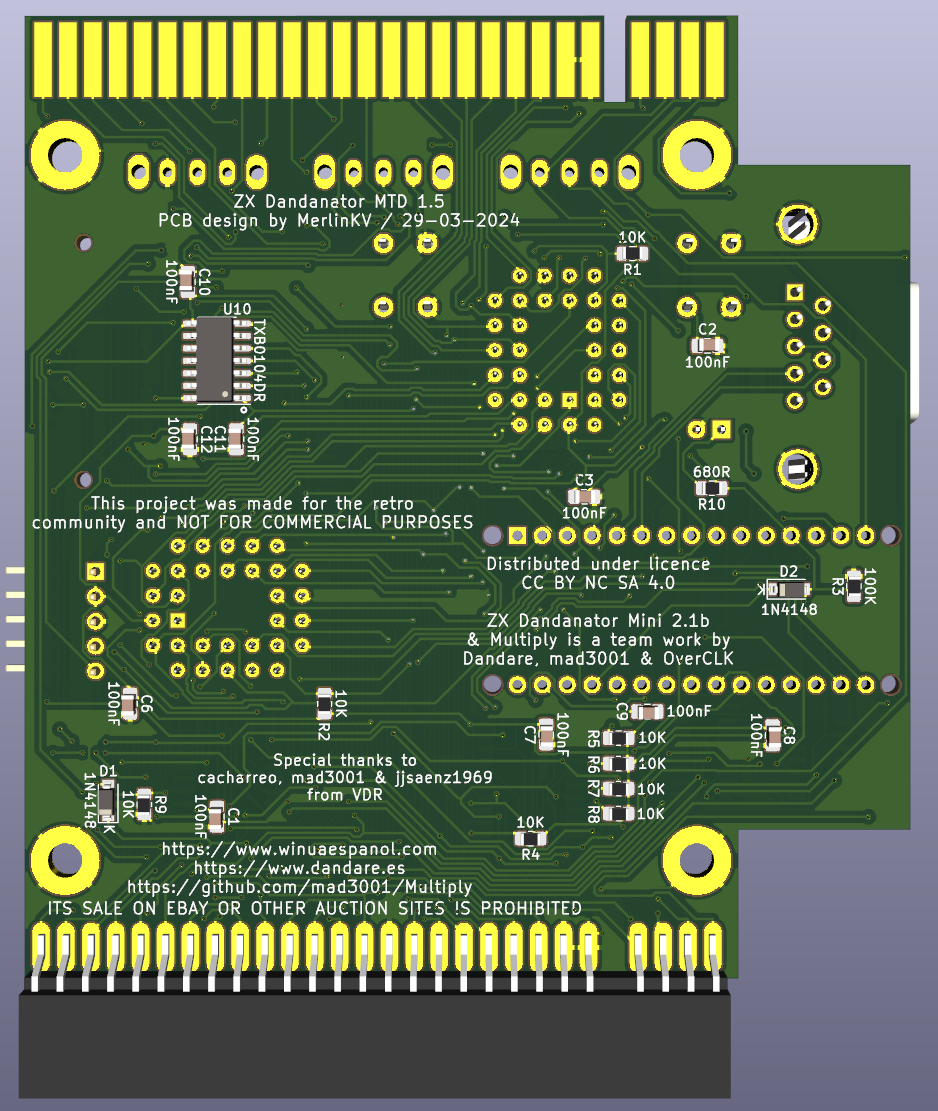 ZX Dandanator MTD 1.5
PCB design by MerlinKV / 29-03-2024
10K
R1
C10
100nF
U10
TXB0104DR
C2
100nF
100nF
C12
C11
100nF
C3
100nF
680R
R10
This project was made for the retro
community and NOT FOR COMMERCIAL PURPOSES
Distributed under licence
CC BY NC SA 4.0
D2
K
1N4148
R3
100K
ZX Dandanator Mini 2.1b
& Multiply is a team work by
Dandare, mad3001 & OverCLK
100nF
C6
10K
R2
C9
100nF
C7
100nF
R5
10K
100nF
C8
R6
10K
R7
10K
R8
10K
Special thanks to
cacharreo, mad3001 & jjsaenz1969
from VDR
D1
1N4148
K
10K
R9
100nF
C1
10K
R4
https://www.winuaespanol.com
https://www.dandare.es
https://github.com/mad3001/Multiply
ITS SALE ON EBAY OR OTHER AUCTION SITES IS PROHIBITED